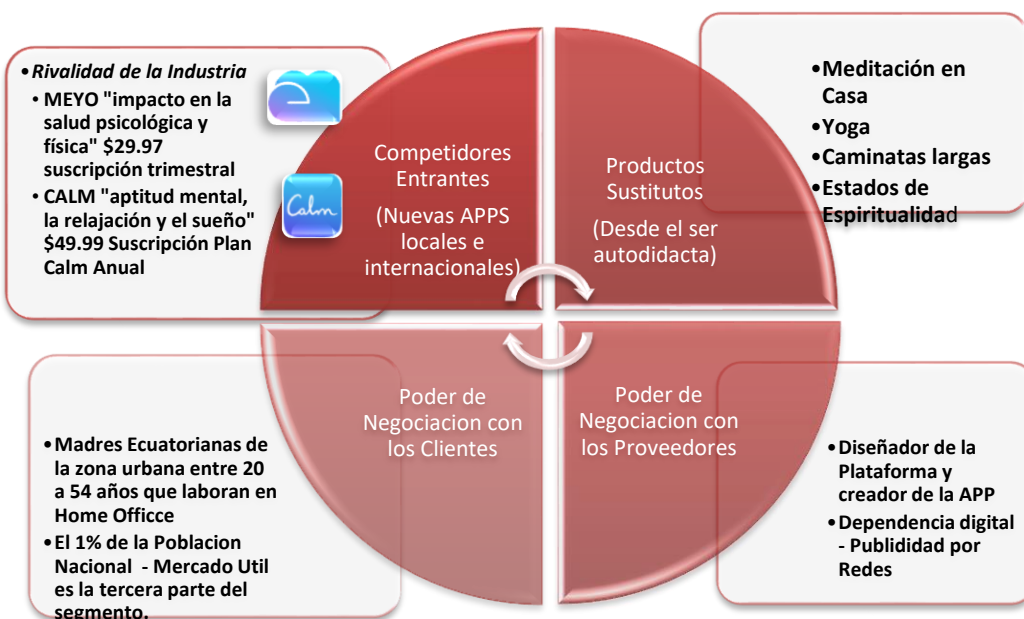 •Rivalidad de la Industria
• MEYO "impacto en la
salud psicológica y
física" $29.97
suscripción trimestral
• CALM "aptitud mental,
la relajación y el sueño"
$49.99 Suscripción Plan
Calm Anual
Calm
Competidores
Entrantes
(Nuevas APPS
locales e
internacionales)
Productos
Sustitutos
(Desde el ser
autodidacta)
•Meditación en
Casa
•Yoga
•Caminatas largas
•Estados de
Espiritualidad
•Madres Ecuatorianas de
la zona urbana entre 20
a 54 años que laboran en
Home Officce
•El 1% de la Poblacion
Nacional - Mercado Util
es la tercera parte del
segmento.
Poder de
Negociacion con
los Clientes
Poder de
Negociacion con
los Proveedores
•Diseñador de la
Plataforma y
creador de la APP
•Dependencia digital
- Publididad por
Redes